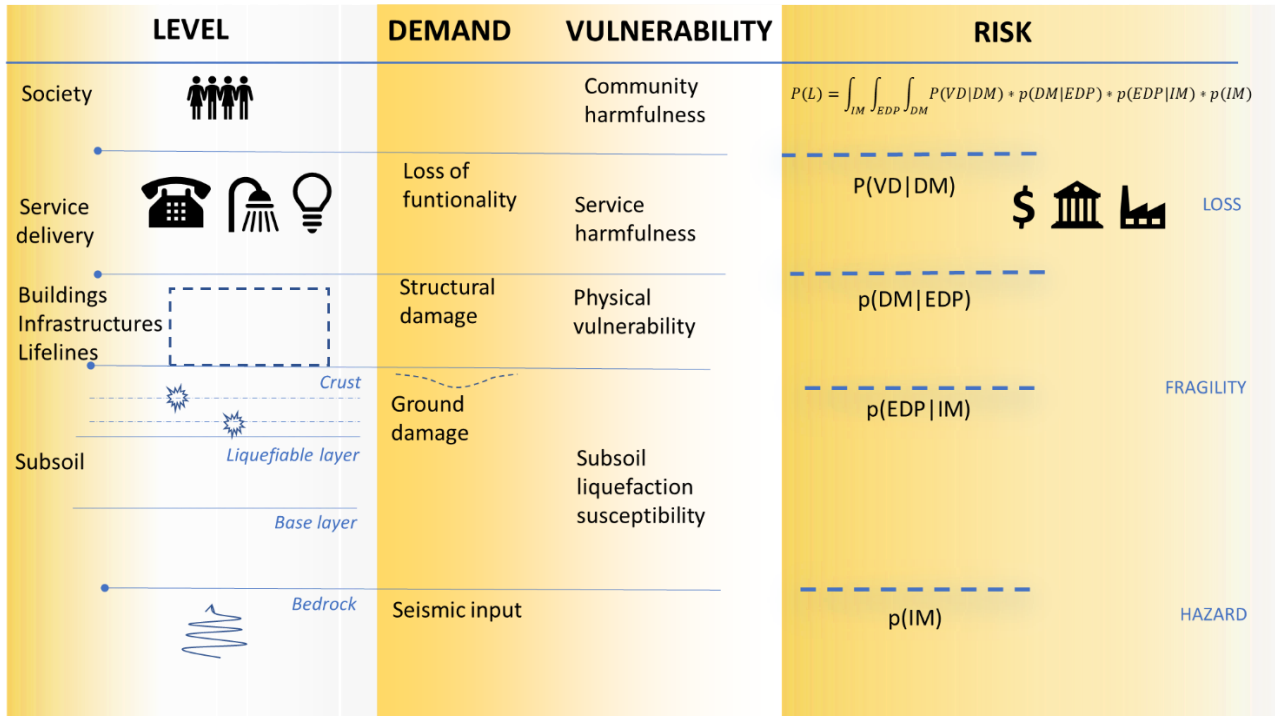 LEVEL
DEMAND
VULNERABILITY
RISK
Society
Community
harmfulness
P(L) = ∫IM ∫EDP ∫DM P(VD|DM) ∗ p(DM|EDP) ∗ p(EDP|IM) ∗ p(IM)
Service
delivery
Loss of
funtionality
Service
harmfulness
P(VD|DM)
$
LOSS
Buildings
Infrastructures
Lifelines
Structural
damage
Physical
vulnerability
p(DM|EDP)
Crust
Liquefiable layer
Subsoil
Base layer
Ground
damage
Subsoil
liquefaction
susceptibility
p(EDP|IM)
FRAGILITY
Bedrock
Seismic input
p(IM)
HAZARD